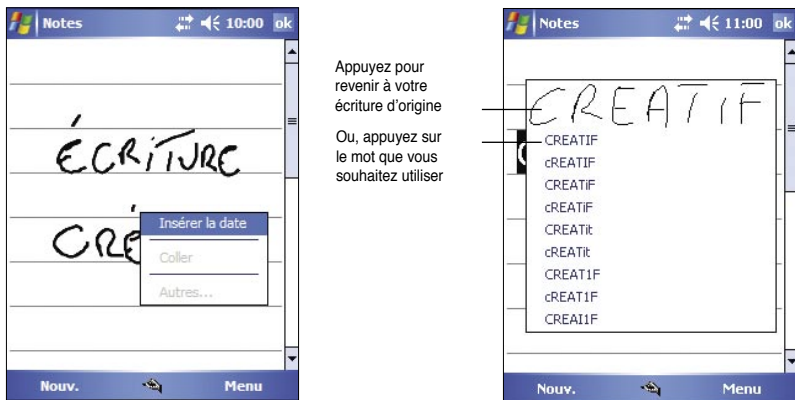 Notes 10:00 ok
ÉCRITURE
CRÉ
Insérer la date
Coller
Autres...
Nouv. Menu
Appuyez pour
revenir à votre
écriture d'origine
Ou, appuyez sur
le mot que vous
souhaitez utiliser
Notes 11:00 ok
CREATIF
CREATIF
cREATIF
CREATiF
cREATiF
CREATit
cREATit
CREAT1F
cREAT1F
CREAI1F
Nouv. Menu